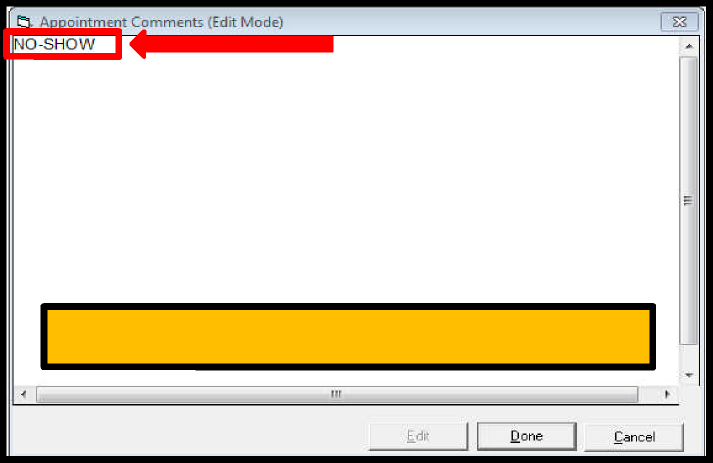 Appointment Comments (Edit Mode)
NO-SHOW
Edit
Done
Cancel